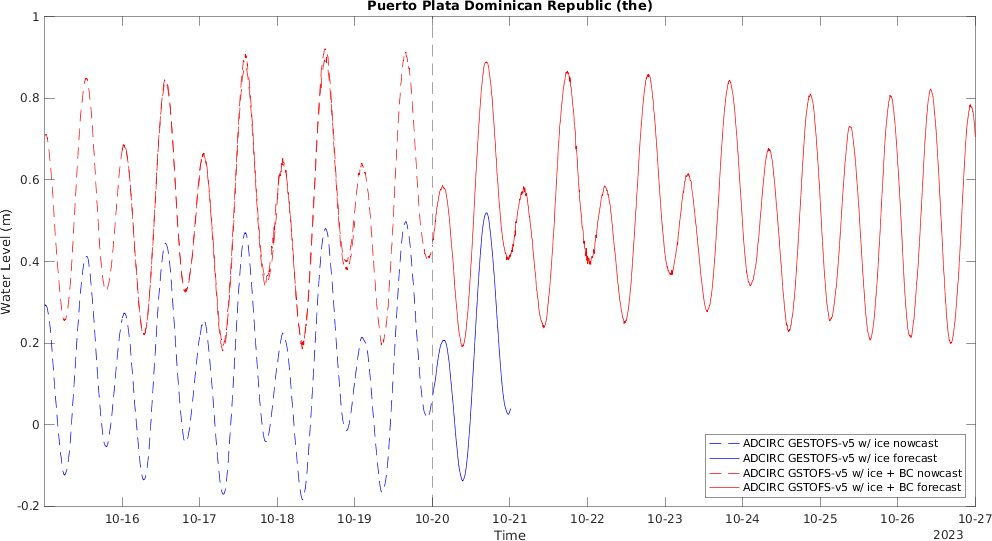 Puerto Plata Dominican Republic (the)
1
0.8
0.6
0.4
0.2
0
-0.2
Water Level (m)
10-16 10-17 10-18 10-19 10-20 10-21 10-22 10-23 10-24 10-25 10-26 10-27
Time
2023
ADCIRC GESTOFS-v5 w/ ice nowcast
ADCIRC GESTOFS-v5 w/ ice forecast
ADCIRC GSTOFS-v5 w/ ice + BC nowcast
ADCIRC GSTOFS-v5 w/ ice + BC forecast